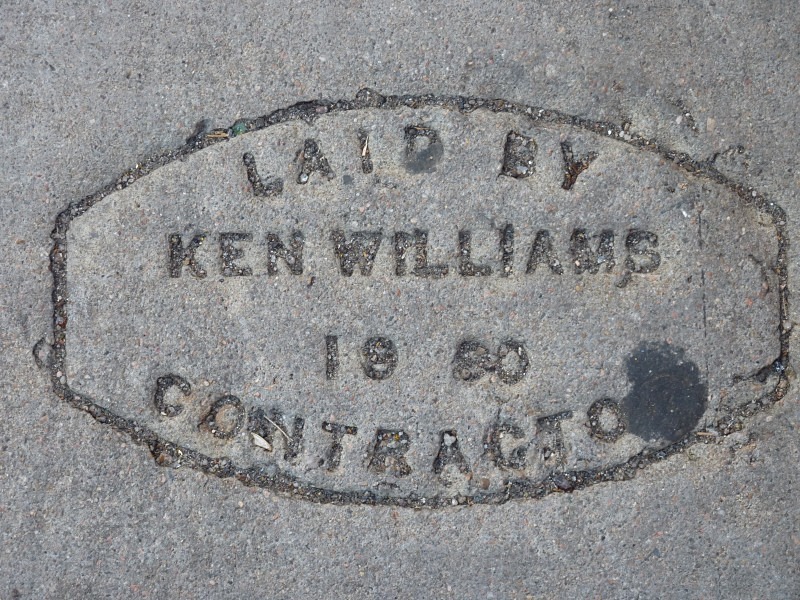 LAID BY
KEN WILLIAMS
19 80
CONTRACTO